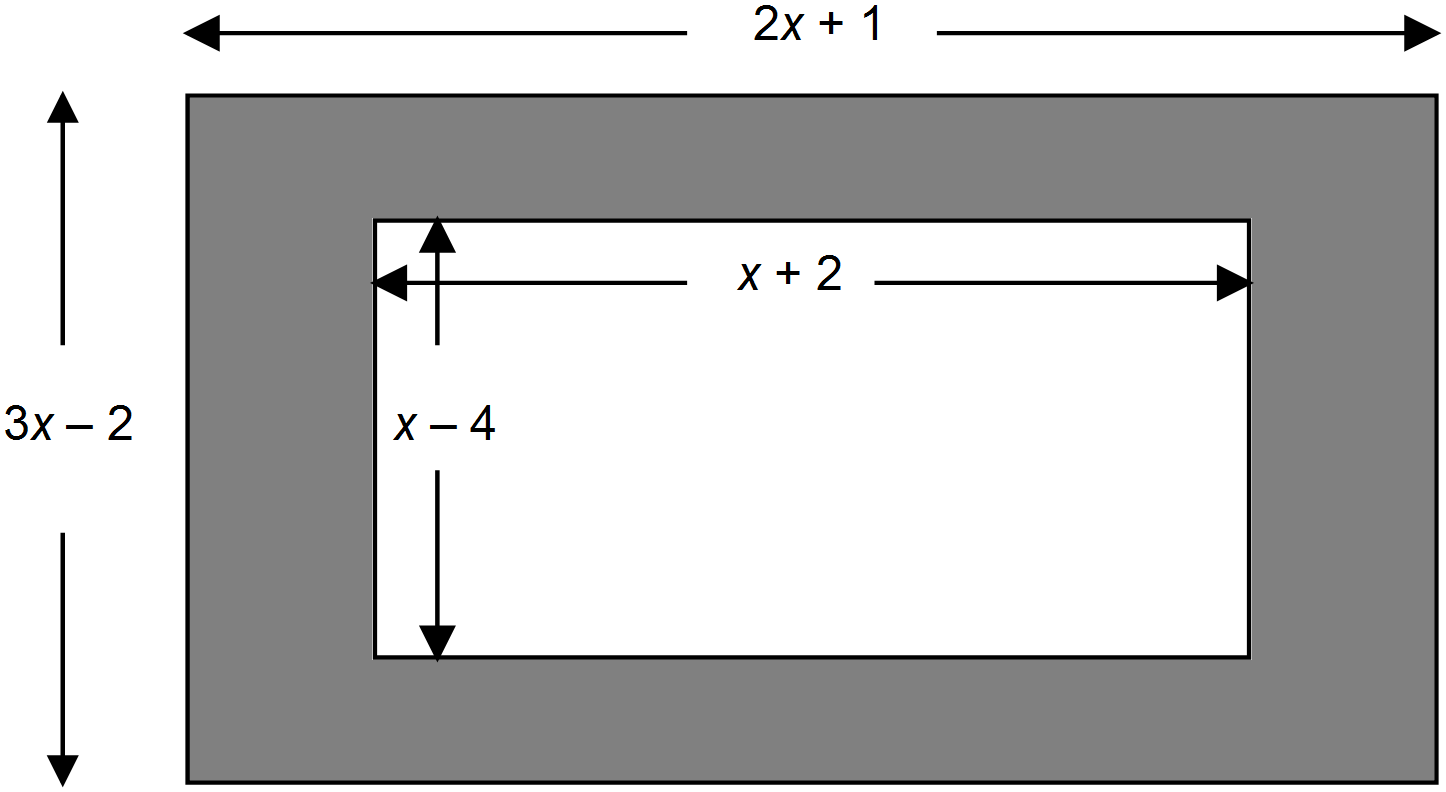 2x + 1
x + 2
3x – 2
x – 4